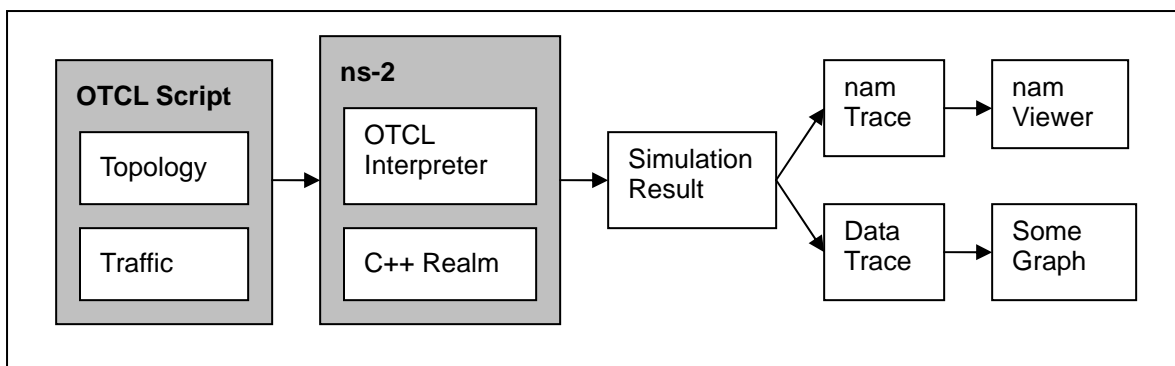 OTCL Script
Topology
Traffic
ns-2
OTCL
Interpreter
C++ Realm
Simulation
Result
nam
Trace
nam
Viewer
Data
Trace
Some
Graph